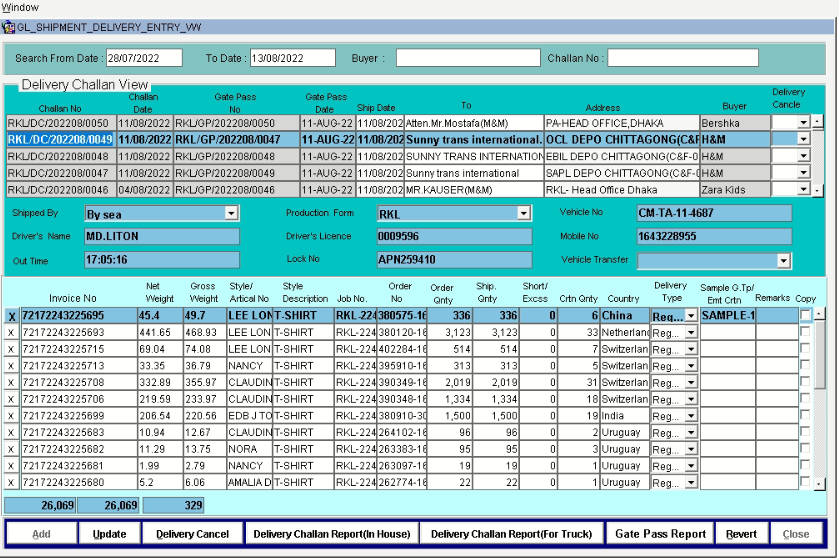 Window
GL_SHIPMENT_DELIVERY_ENTRY_VW
Search From Date : 28/07/2022 To Date : 13/08/2022 Buyer : Challan No :
Delivery Challan View
Challan No Challan Date Gate Pass No Gate Pass Date Ship Date To Address Buyer Delivery Cancle
RKL/DC/202208/0050 11/08/2022 RKL/GP/202208/0050 11-AUG-22 11/08/202 Atten.Mr.Mostafa(M&M) PA-HEAD OFFICE,DHAKA Bershka
RKL/DC/202208/0049 11/08/2022 RKL/GP/202208/0047 11-AUG-22 11/08/202 Sunny trans international. OCL DEPO CHITTAGONG(C&F H&M
RKL/DC/202208/0048 11/08/2022 RKL/GP/202208/0048 11-AUG-22 11/08/202 SUNNY TRANS INTERNATION EBIL DEPO CHITTAGONG(C&F-0 H&M
RKL/DC/202208/0047 11/08/2022 RKL/GP/202208/0049 11-AUG-22 11/08/202 Sunny trans international SAPL DEPO CHITTAGONG(C&F-0 H&M
RKL/DC/202208/0046 04/08/2022 RKL/GP/202208/0046 11-AUG-22 11/08/202 MR.KAUSER(M&M) RKL- Head Office Dhaka Zara Kids
Shipped By By sea Production Form RKL Vehicle No CM-TA-11-4687
Driver's Name MD.LITON Driver's Licence 0009596 Mobile No 1643228955
Out Time 17:05:16 Lock No APN259410 Vehicle Transfer
Invoice No Net Weight Gross Weight Style/ Artical No Style Description Job No. Order No Order Qnty Ship. Qnty Short/ Excss Crtn Qnty Country Delivery Type Sample G.Tp/ Emt Crtn Remarks Copy
X 72172243225695 45.4 49.7 LEE LON T-SHIRT RKL-224 380575-16 336 336 0 6 China Reg... SAMPLE-1
X 72172243225693 441.65 468.93 LEE LON T-SHIRT RKL-224 380120-16 3,123 3,123 0 33 Netherland Reg...
X 72172243225715 69.04 74.08 LEE LON T-SHIRT RKL-224 402284-16 514 514 0 7 Switzerlan Reg...
X 72172243225713 33.35 36.79 NANCY T-SHIRT RKL-224 395910-16 313 313 0 5 Switzerlan Reg...
X 72172243225708 332.89 355.97 CLAUDIN T-SHIRT RKL-224 390349-16 2,019 2,019 0 31 Switzerlan Reg...
X 72172243225706 219.59 233.97 CLAUDIN T-SHIRT RKL-224 390348-16 1,334 1,334 0 18 Switzerlan Reg...
X 72172243225699 206.54 220.56 EDB J TO T-SHIRT RKL-224 380910-30 1,500 1,500 0 19 India Reg...
X 72172243225683 10.94 12.67 CLAUDIN T-SHIRT RKL-224 264102-16 96 96 0 2 Uruguay Reg...
X 72172243225682 11.29 13.75 NORA T-SHIRT RKL-224 263383-16 95 95 0 3 Uruguay Reg...
X 72172243225681 1.99 2.79 NANCY T-SHIRT RKL-224 263097-16 19 19 0 1 Uruguay Reg...
X 72172243225680 5.2 6.06 AMALIA D T-SHIRT RKL-224 262774-16 22 22 0 1 Uruguay Reg...
26,069 26,069 329
Add Update Delivery Cancel Delivery Challan Report(In House) Delivery Challan Report(For Truck) Gate Pass Report Revert Close